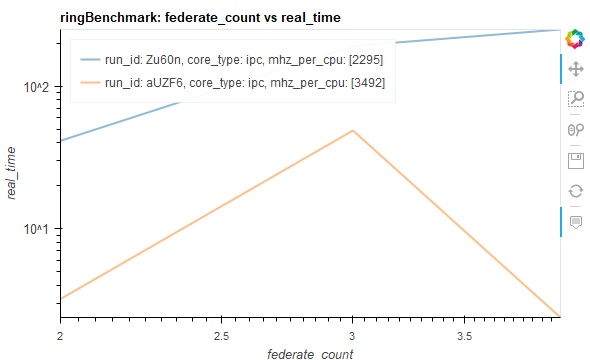 ringBenchmark: federate_count vs real_time
run_id: Zu60n, core_type: ipc, mhz_per_cpu: [2295]
run_id: aUZF6, core_type: ipc, mhz_per_cpu: [3492]
10^2
real_time
10^1
2
2.5
3
3.5
federate_count